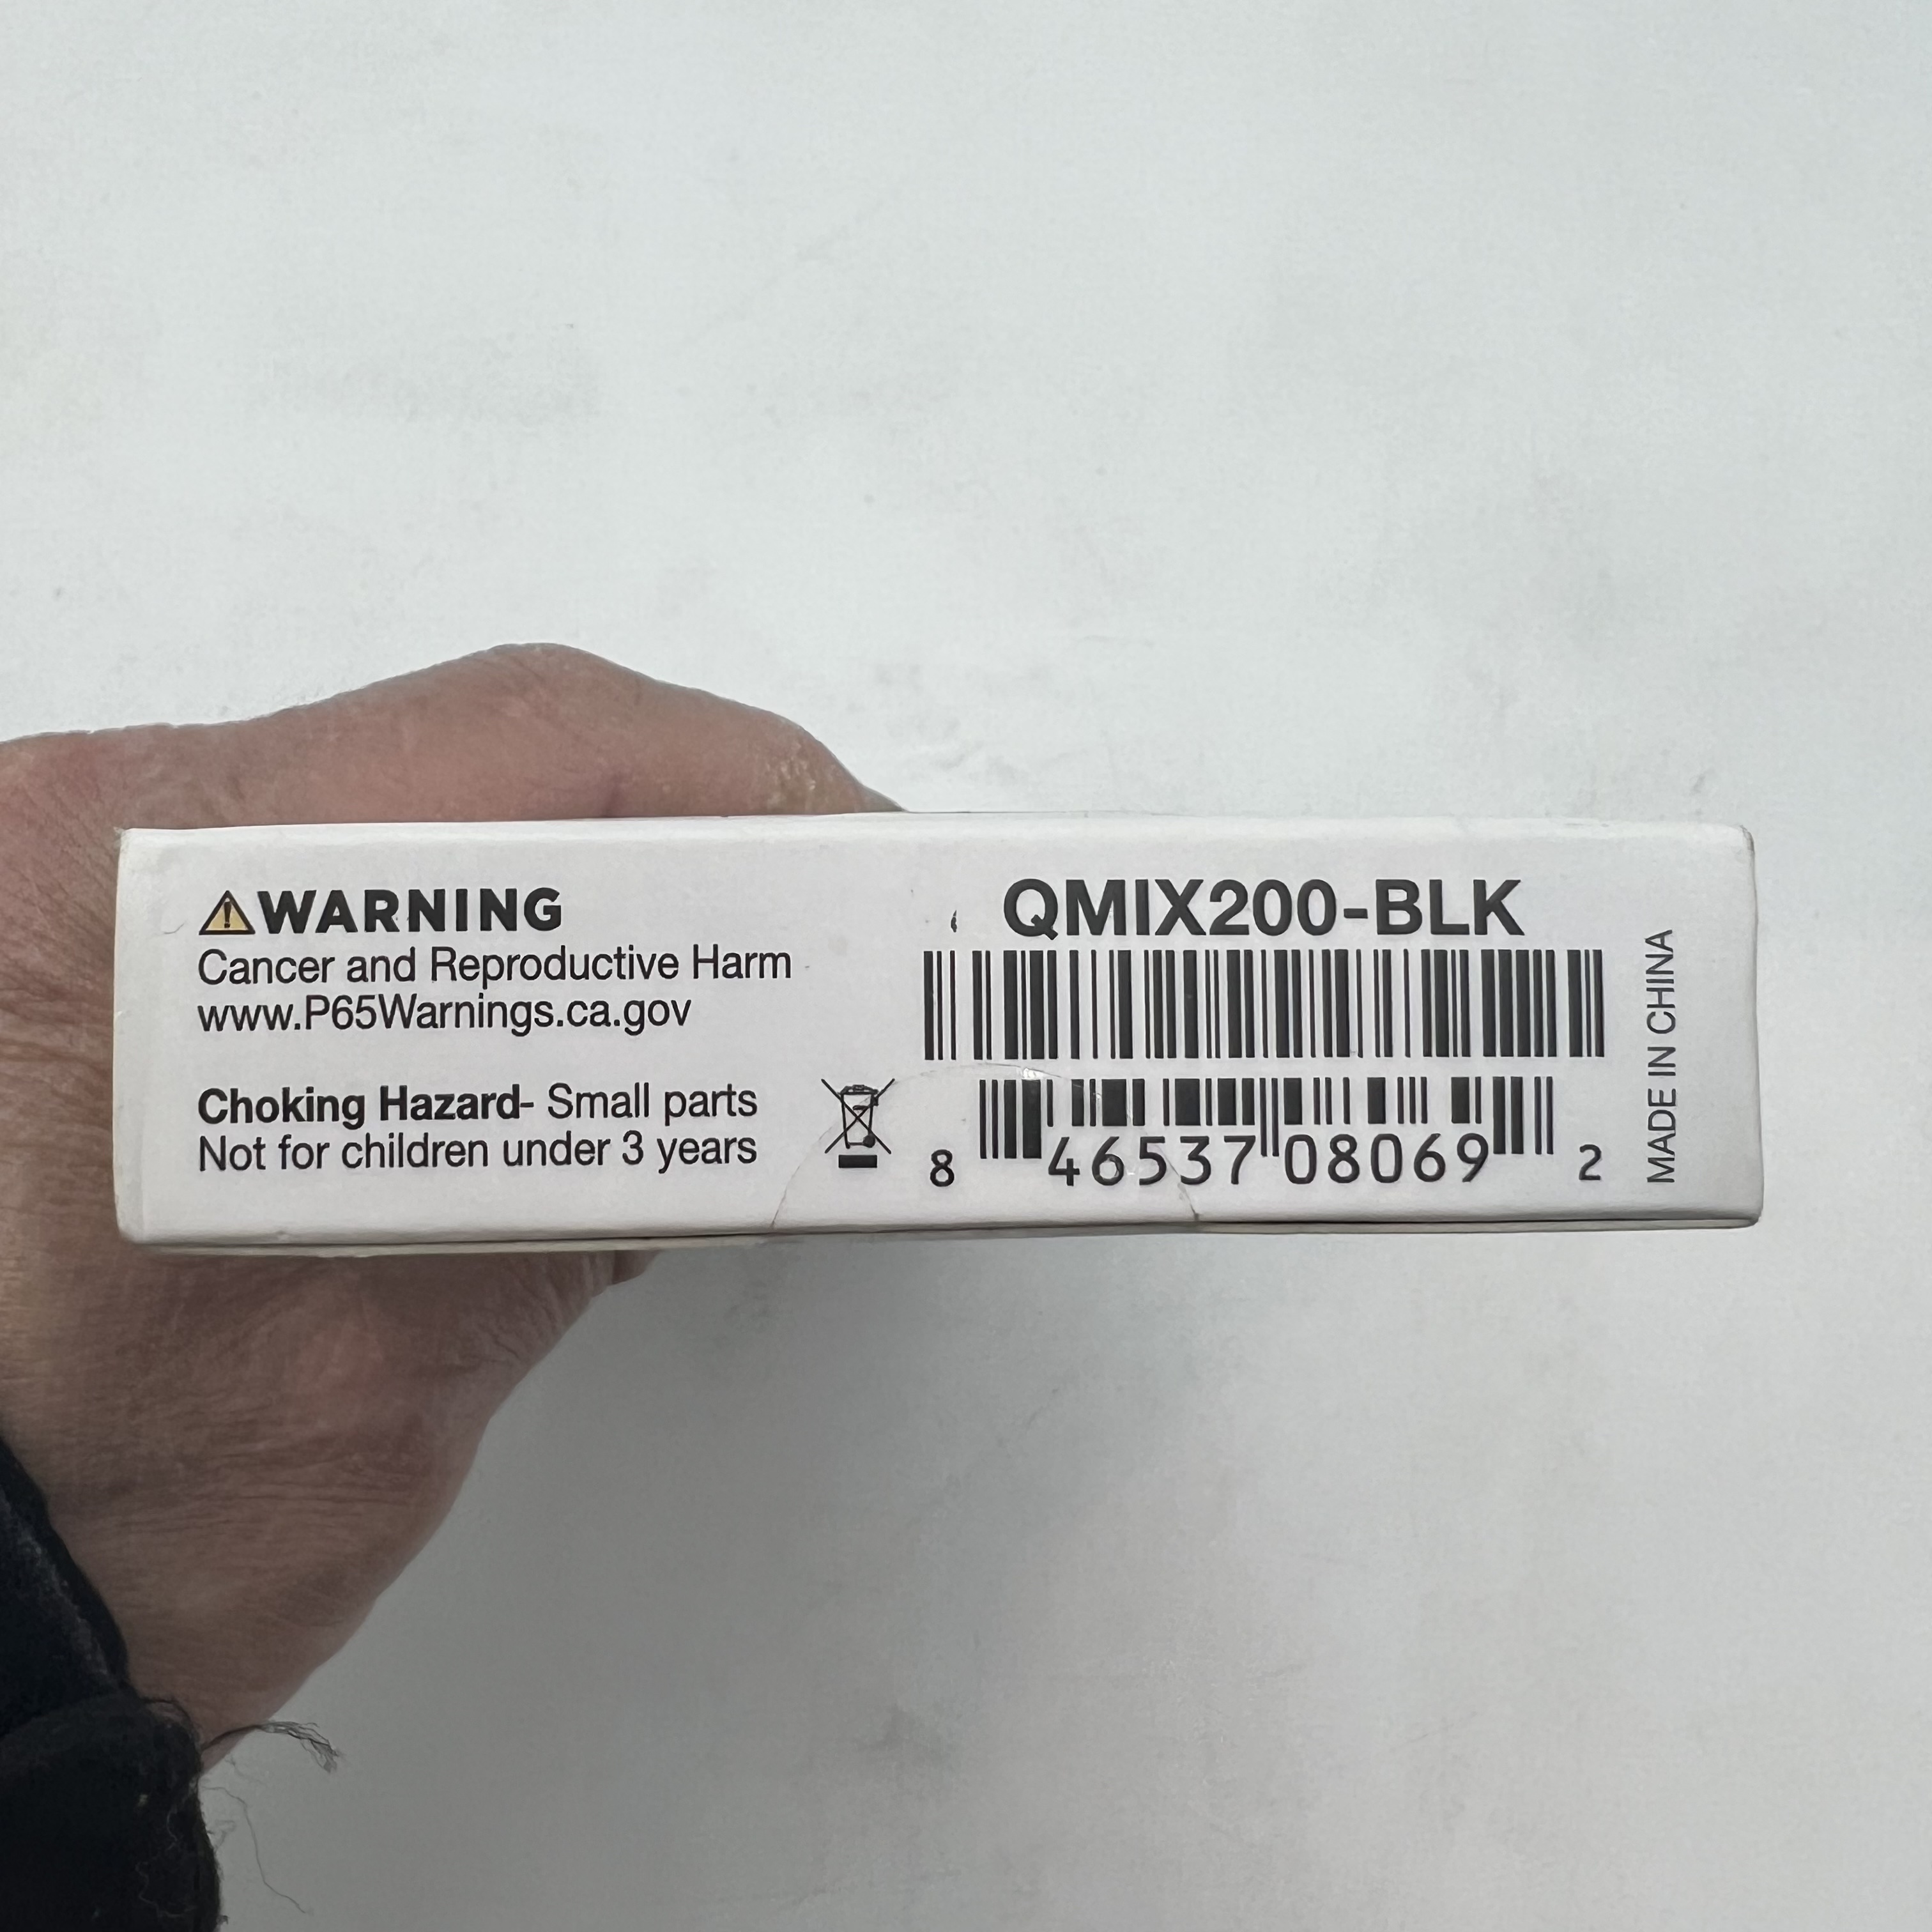 WARNING
Cancer and Reproductive Harm
www.P65Warnings.ca.gov
Choking Hazard- Small parts
Not for children under 3 years
QMIX200-BLK
8 46537 08069 2
MADE IN CHINA